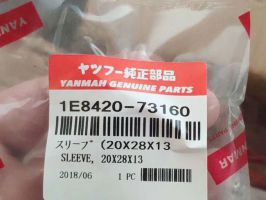 ヤンマー純正部品
YANMAR GENUINE PARTS
1E8420-73160
スリーブ (20X28X13
SLEEVE, 20X28X13
2018/06 1 PC
YANMAR